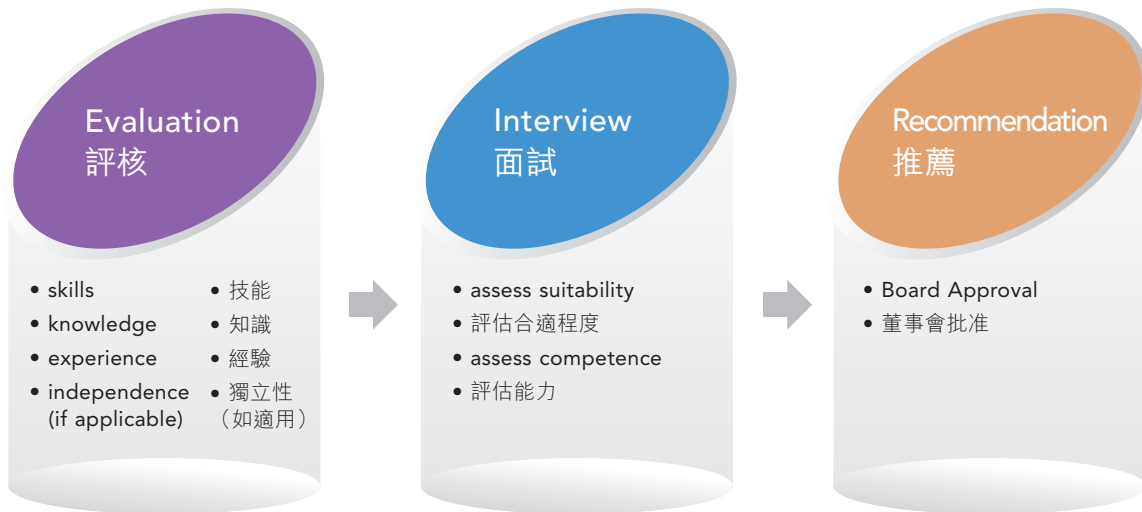 Evaluation
評核
• skills
• knowledge
• experience
• independence
(if applicable)
• 技能
• 知識
• 經驗
• 獨立性
（如適用）
Interview
面試
• assess suitability
• 評估合適程度
• assess competence
• 評估能力
Recommendation
推薦
• Board Approval
• 董事會批准